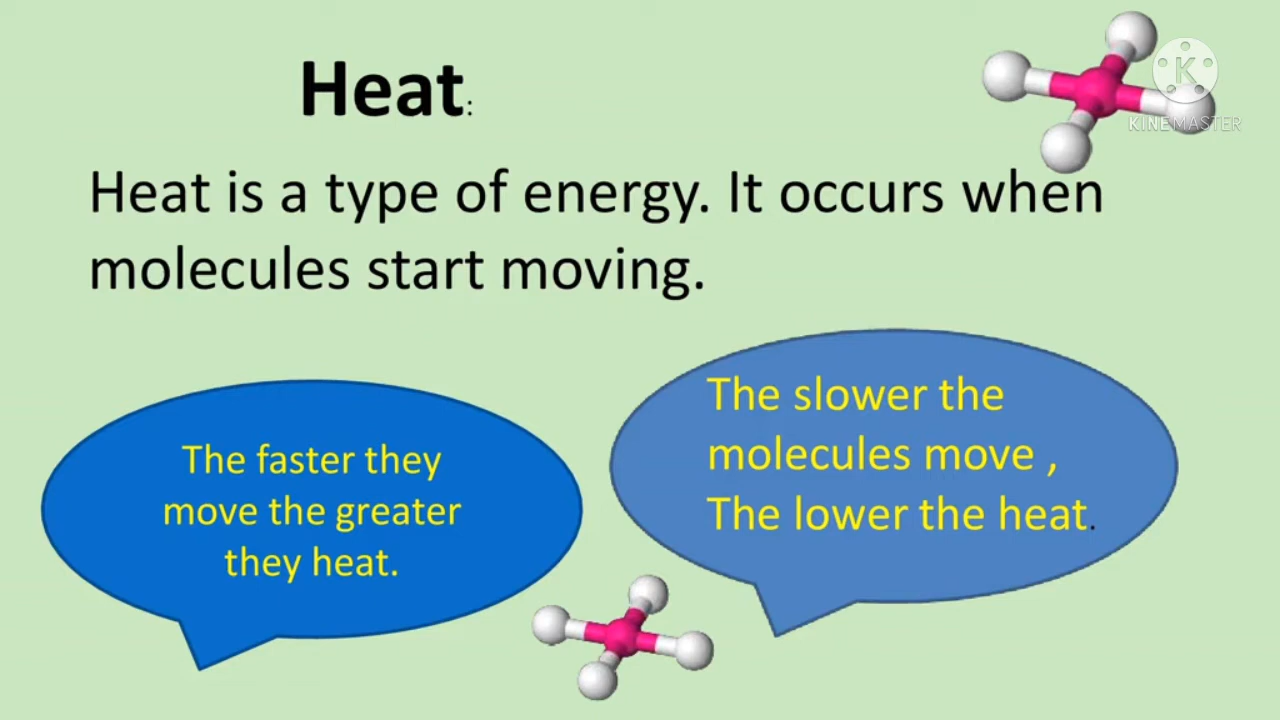 Heat:
Heat is a type of energy. It occurs when
molecules start moving.
The faster they
move the greater
they heat.
The slower the
molecules move ,
The lower the heat.
K
KINEMASTER